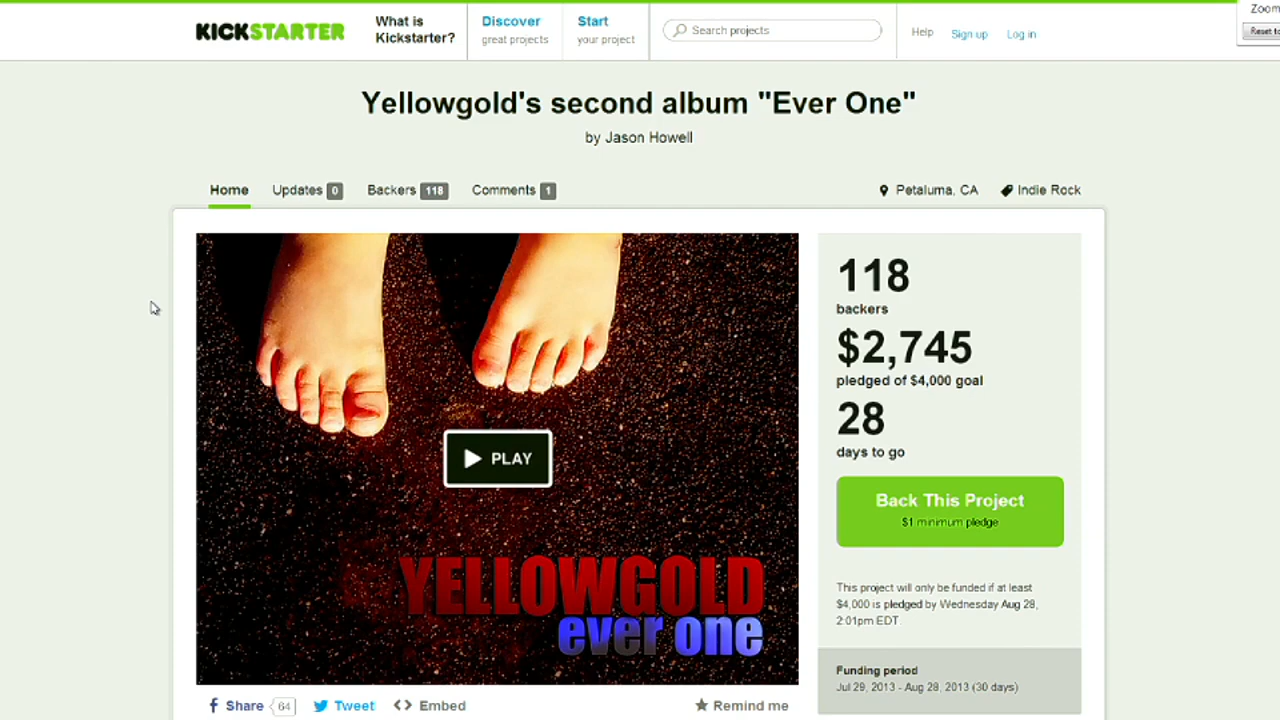 KICKSTARTER
What is
Kickstarter?
Discover
great projects
Start
your project
Search projects
Help
Sign up
Log in
Zoom
Reset to
Yellowgold's second album "Ever One"
by Jason Howell
Home
Updates 0
Backers 118
Comments 1
Petaluma, CA
Indie Rock
PLAY
YELLOWGOLD
ever one
118
backers
$2,745
pledged of $4,000 goal
28
days to go
Back This Project
$1 minimum pledge
This project will only be funded if at least
$4,000 is pledged by Wednesday Aug 28,
2:01pm EDT.
Funding period
Jul 29, 2013 - Aug 28, 2013 (30 days)
Share 64
Tweet
Embed
Remind me